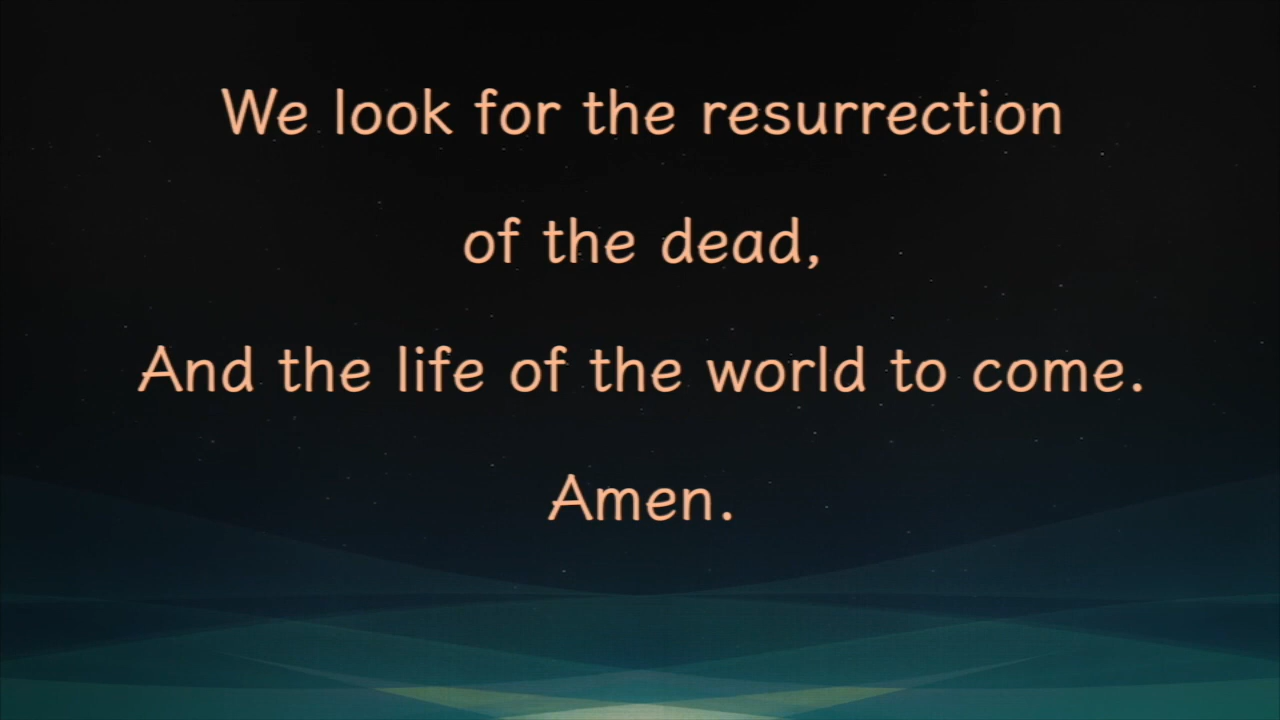 We look for the resurrection
of the dead,
And the life of the world to come.
Amen.